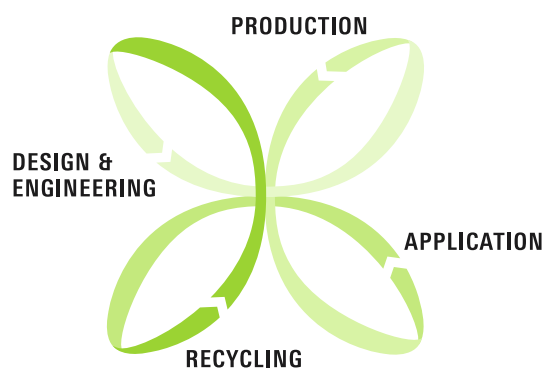 PRODUCTION
DESIGN &
ENGINEERING
APPLICATION
RECYCLING